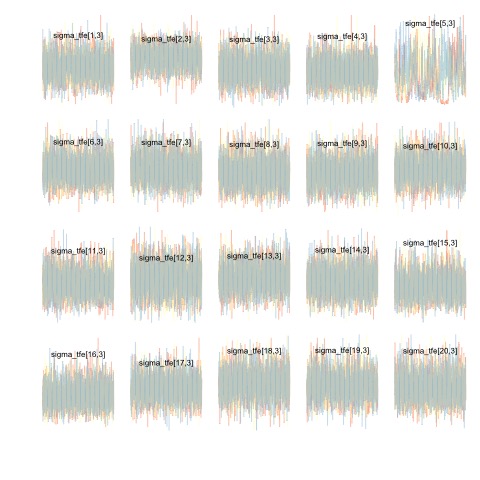 sigma_tfe[1,3]
sigma_tfe[2,3]
sigma_tfe[3,3]
sigma_tfe[4,3]
sigma_tfe[5,3]
sigma_tfe[6,3]
sigma_tfe[7,3]
sigma_tfe[8,3]
sigma_tfe[9,3]
sigma_tfe[10,3]
sigma_tfe[11,3]
sigma_tfe[12,3]
sigma_tfe[13,3]
sigma_tfe[14,3]
sigma_tfe[15,3]
sigma_tfe[16,3]
sigma_tfe[17,3]
sigma_tfe[18,3]
sigma_tfe[19,3]
sigma_tfe[20,3]